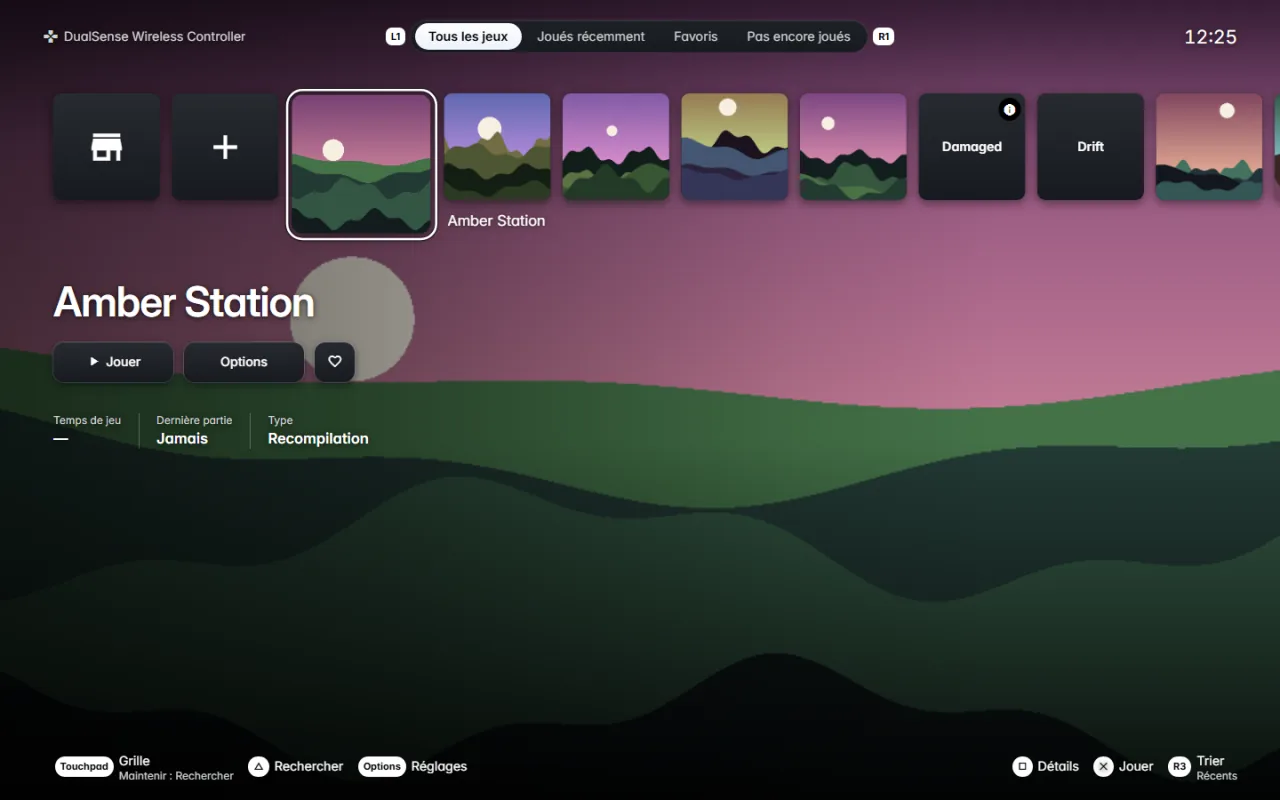 DualSense Wireless Controller
L1
Tous les jeux
Joués récemment
Favoris
Pas encore joués
R1
12:25
Damaged
Drift
Amber Station
Amber Station
Jouer
Options
Temps de jeu
—
Dernière partie
Jamais
Type
Recompilation
Touchpad
Grille
Maintenir : Rechercher
Rechercher
Options
Réglages
Détails
Jouer
R3
Trier
Récents